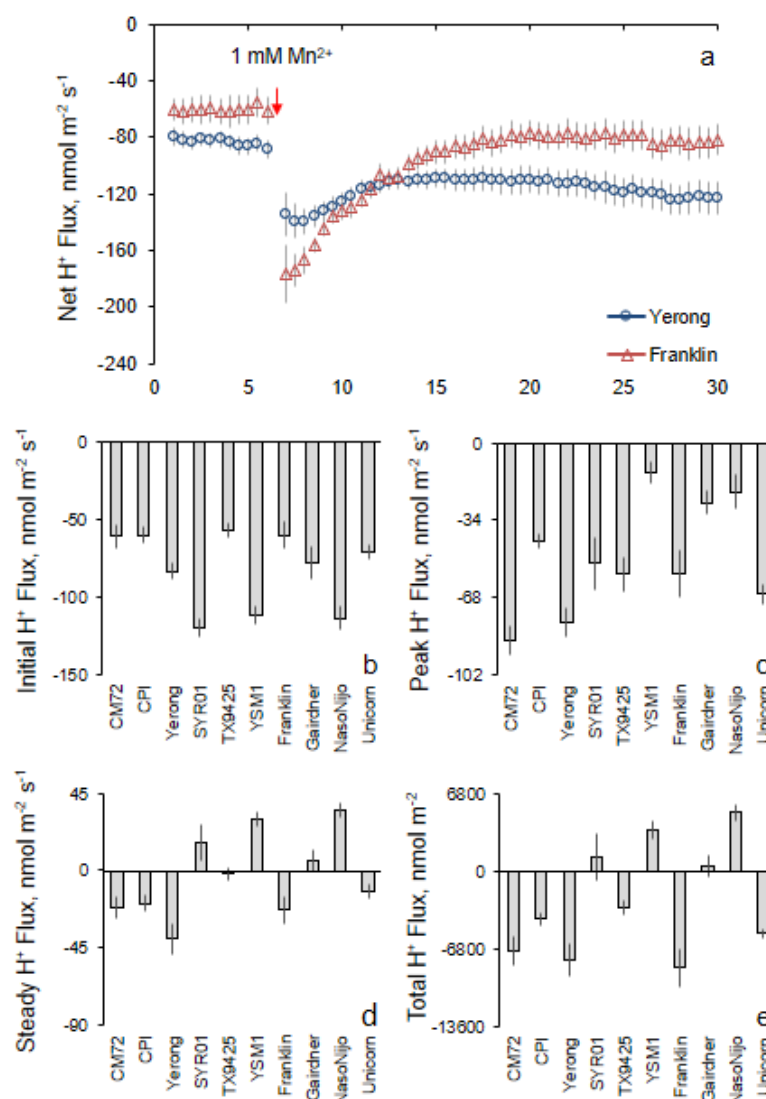 -0
1 mM Mn²⁺ a
-40
-80
-120
-160
-200
-240
Net H⁺ Flux, nmol m⁻² s⁻¹
Yerong
Franklin
0 5 10 15 20 25 30
0
-50
-100
-150
Initial H⁺ Flux, nmol m⁻² s⁻¹
b
CM72 CPI Yerong SYR01 TX9425 YSM1 Franklin Gairdner NasoNijo Unicorn
0
-34
-68
-102
Peak H⁺ Flux, nmol m⁻² s⁻¹
c
CM72 CPI Yerong SYR01 TX9425 YSM1 Franklin Gairdner NasoNijo Unicorn
45
0
-45
-90
Steady H⁺ Flux, nmol m⁻² s⁻¹
d
CM72 CPI Yerong SYR01 TX9425 YSM1 Franklin Gairdner NasoNijo Unicorn
6800
0
-6800
-13600
Total H⁺ Flux, nmol m⁻²
e
CM72 CPI Yerong SYR01 TX9425 YSM1 Franklin Gairdner NasoNijo Unicorn